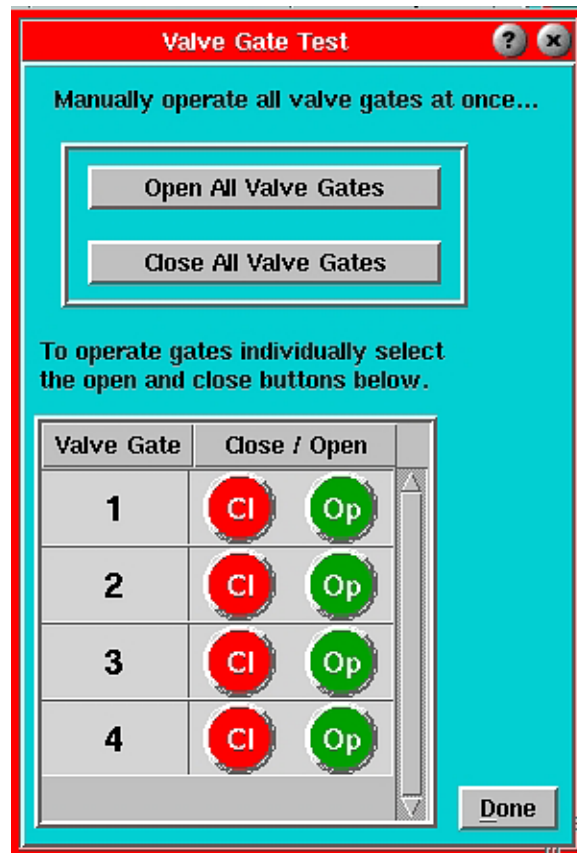 Valve Gate Test
? x
Manually operate all valve gates at once...
Open All Valve Gates
Close All Valve Gates
To operate gates individually select
the open and close buttons below.
Valve Gate Close / Open
1 Cl Op
2 Cl Op
3 Cl Op
4 Cl Op
Done